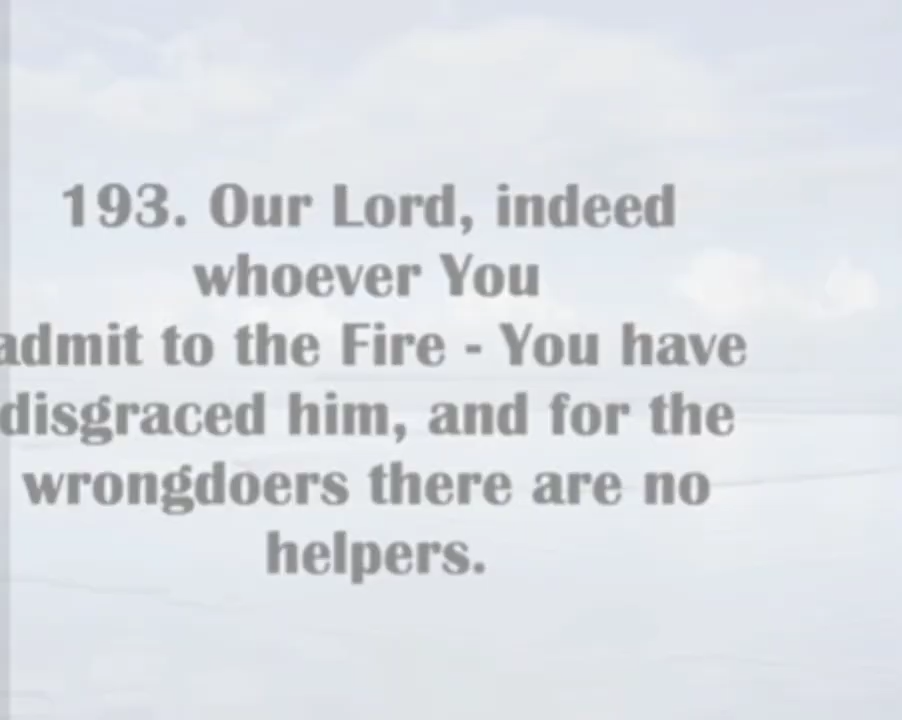 193. Our Lord, indeed
whoever You
admit to the Fire - You have
disgraced him, and for the
wrongdoers there are no
helpers.